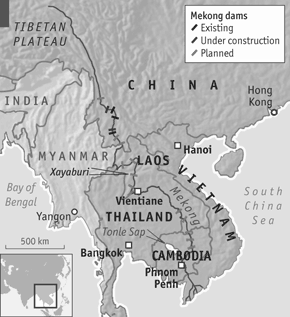 TIBETAN
PLATEAU
Mekong dams
Existing
Under construction
Planned
CHINA
Hong
Kong
INDIA
MYANMAR
Hanoi
LAOS
Xayaburi
VIETNAM
Bay of
Bengal
Yangon
Vientiane
Mekong
South
China
Sea
THAILAND
Tonle Sap
500 km
Bangkok
CAMBODIA
Phnom
Penh